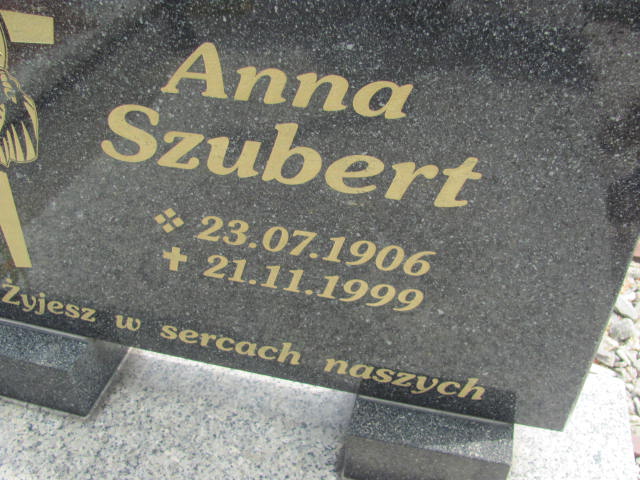 Anna
Szubert
23.07.1906
21.11.1999
Żyjesz w sercach naszych